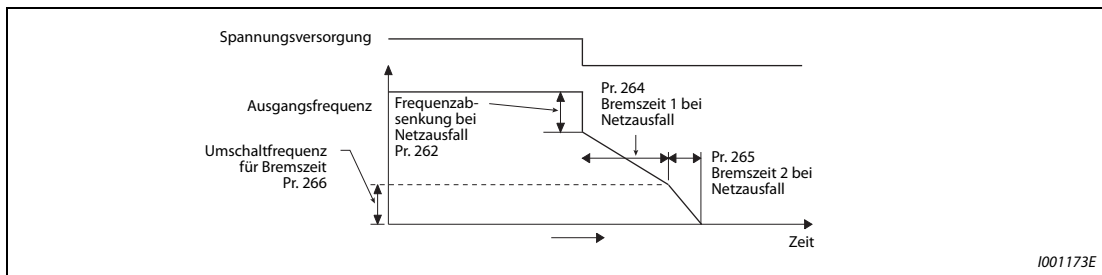 Spannungsversorgung
Ausgangsfrequenz
Frequenzab-
senkung bei
Netzausfall
Pr. 262
Pr. 264
Bremszeit 1 bei
Netzausfall
Umschaltfrequenz
für Bremszeit
Pr. 266
Pr. 265
Bremszeit 2 bei
Netzausfall
Zeit
I001173E